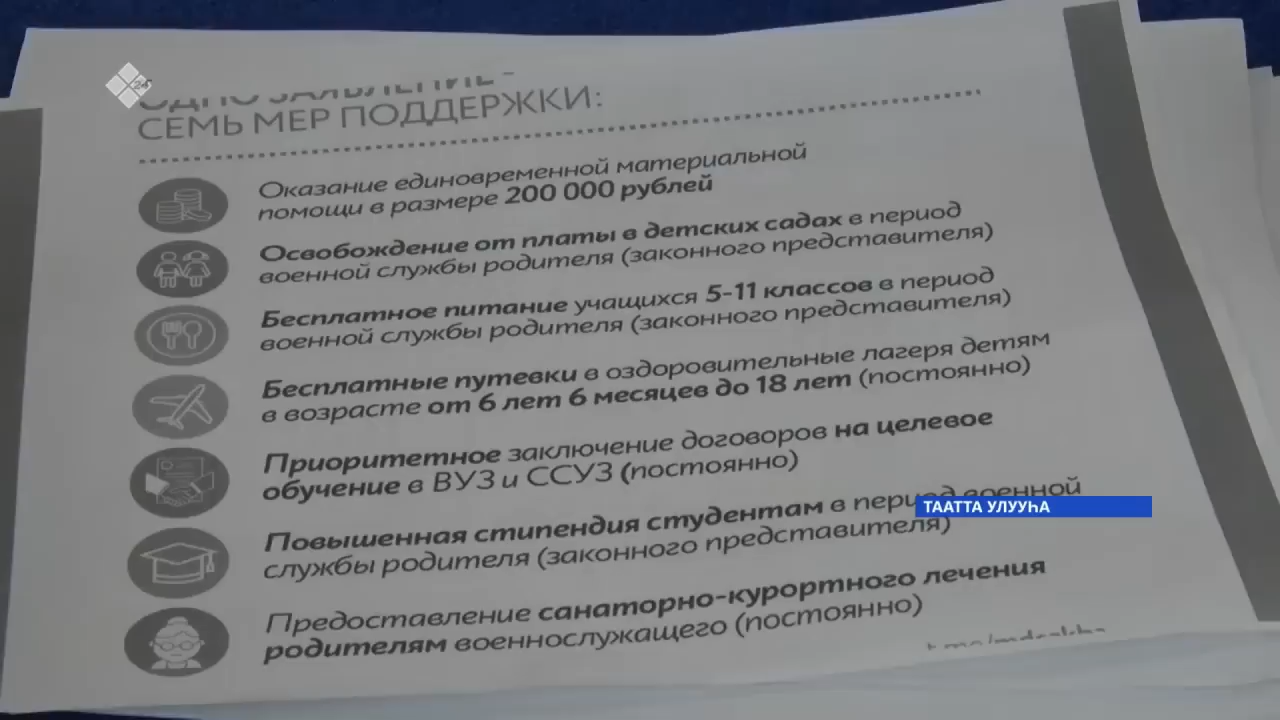 24
ОДНО ЗАЯВЛЕНИЕ -
СЕМЬ МЕР ПОДДЕРЖКИ:
Оказание единовременной материальной
помощи в размере 200 000 рублей
Освобождение от платы в детских садах в период
военной службы родителя (законного представителя)
Бесплатное питание учащихся 5-11 классов в период
военной службы родителя (законного представителя)
Бесплатные путевки в оздоровительные лагеря детям
в возрасте от 6 лет 6 месяцев до 18 лет (постоянно)
Приоритетное заключение договоров на целевое
обучение в ВУЗ и ССУЗ (постоянно)
Повышенная стипендия студентам в период военной
службы родителя (законного представителя)
ТААТТА УЛУУҺА
Предоставление санаторно-курортного лечения
родителям военнослужащего (постоянно)